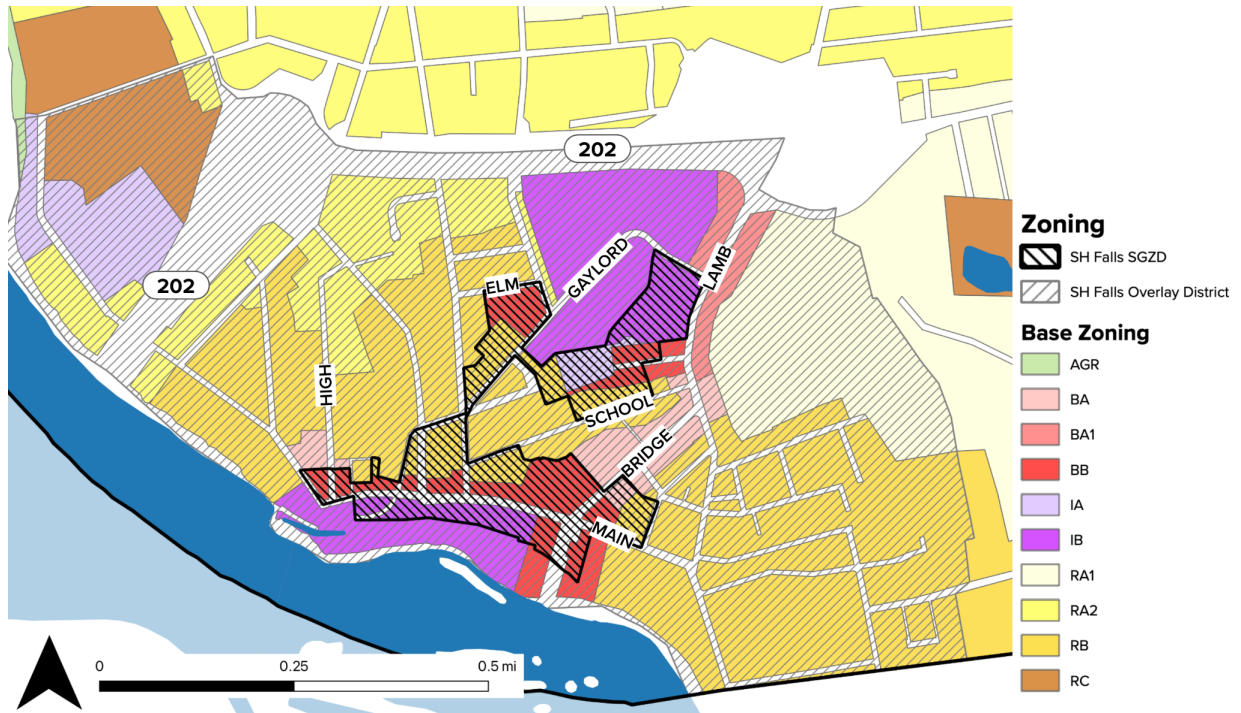 202
202
ELM
GAYLORD
LAMB
HIGH
SCHOOL
BRIDGE
MAIN
0 0.25 0.5 mi
Zoning
SH Falls SGZD
SH Falls Overlay District
Base Zoning
AGR
BA
BA1
BB
IA
IB
RA1
RA2
RB
RC